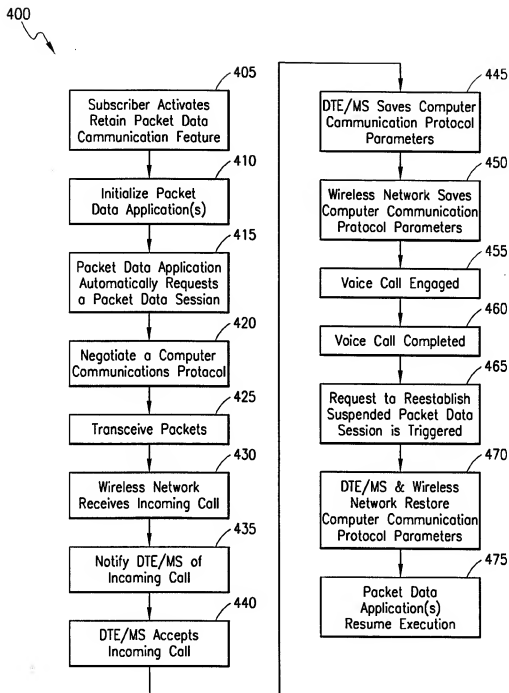 400
405
Subscriber Activates
Retain Packet Data
Communication Feature
410
Initialize Packet
Data Application(s)
415
Packet Data Application
Automatically Requests
a Packet Data Session
420
Negotiate a Computer
Communications Protocol
425
Transceive Packets
430
Wireless Network
Receives Incoming Call
435
Notify DTE/MS of
Incoming Call
440
DTE/MS Accepts
Incoming Call
445
DTE/MS Saves Computer
Communication Protocol
Parameters
450
Wireless Network Saves
Computer Communication
Protocol Parameters
455
Voice Call Engaged
460
Voice Call Completed
465
Request to Reestablish
Suspended Packet Data
Session is Triggered
470
DTE/MS & Wireless
Network Restore
Computer Communication
Protocol Parameters
475
Packet Data
Application(s)
Resume Execution